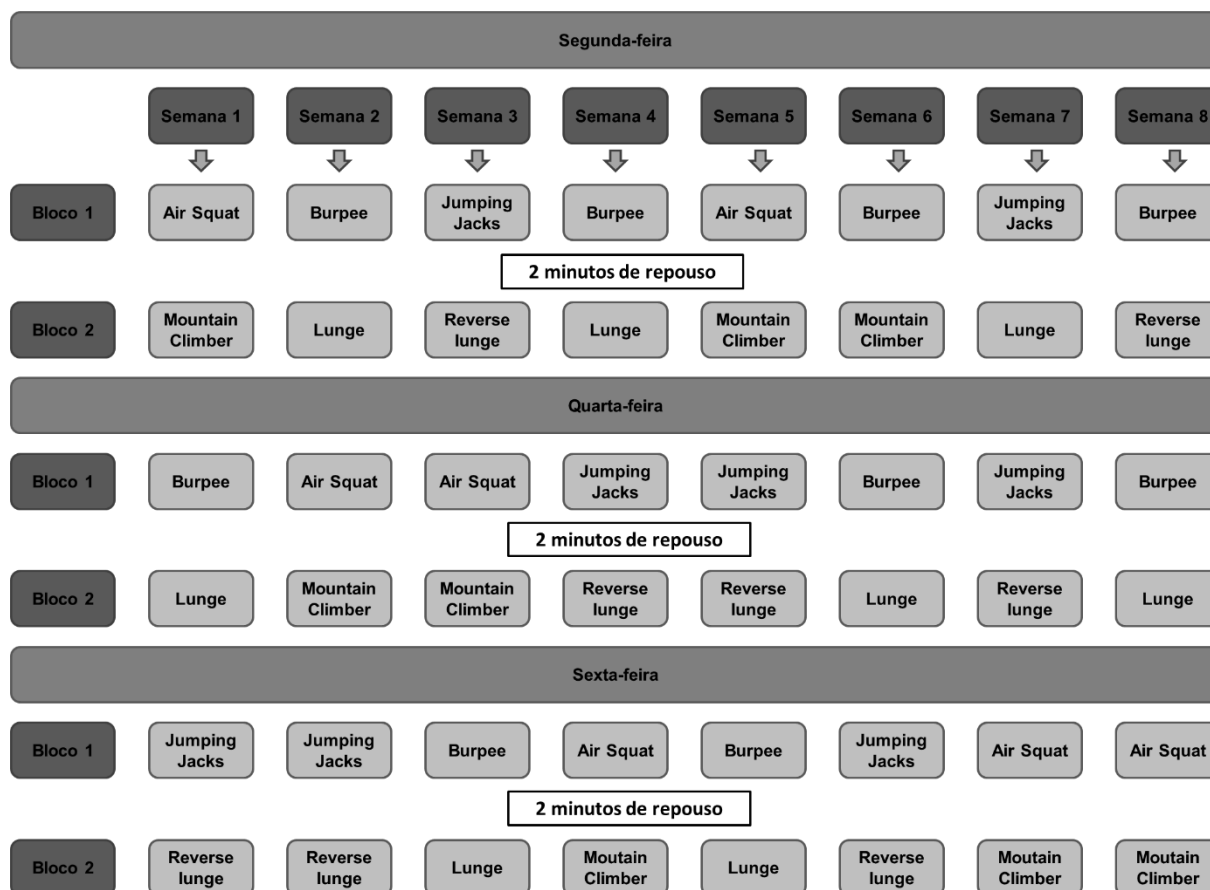 Segunda-feira
Semana 1 Semana 2 Semana 3 Semana 4 Semana 5 Semana 6 Semana 7 Semana 8
Bloco 1 Air Squat Burpee Jumping Jacks Burpee Air Squat Burpee Jumping Jacks Burpee
2 minutos de repouso
Bloco 2 Mountain Climber Lunge Reverse lunge Lunge Mountain Climber Mountain Climber Lunge Reverse lunge
Quarta-feira
Bloco 1 Burpee Air Squat Air Squat Jumping Jacks Jumping Jacks Burpee Jumping Jacks Burpee
2 minutos de repouso
Bloco 2 Lunge Mountain Climber Mountain Climber Reverse lunge Reverse lunge Lunge Reverse lunge Lunge
Sexta-feira
Bloco 1 Jumping Jacks Jumping Jacks Burpee Air Squat Burpee Jumping Jacks Air Squat Air Squat
2 minutos de repouso
Bloco 2 Reverse lunge Reverse lunge Lunge Moutain Climber Lunge Reverse lunge Moutain Climber Moutain Climber